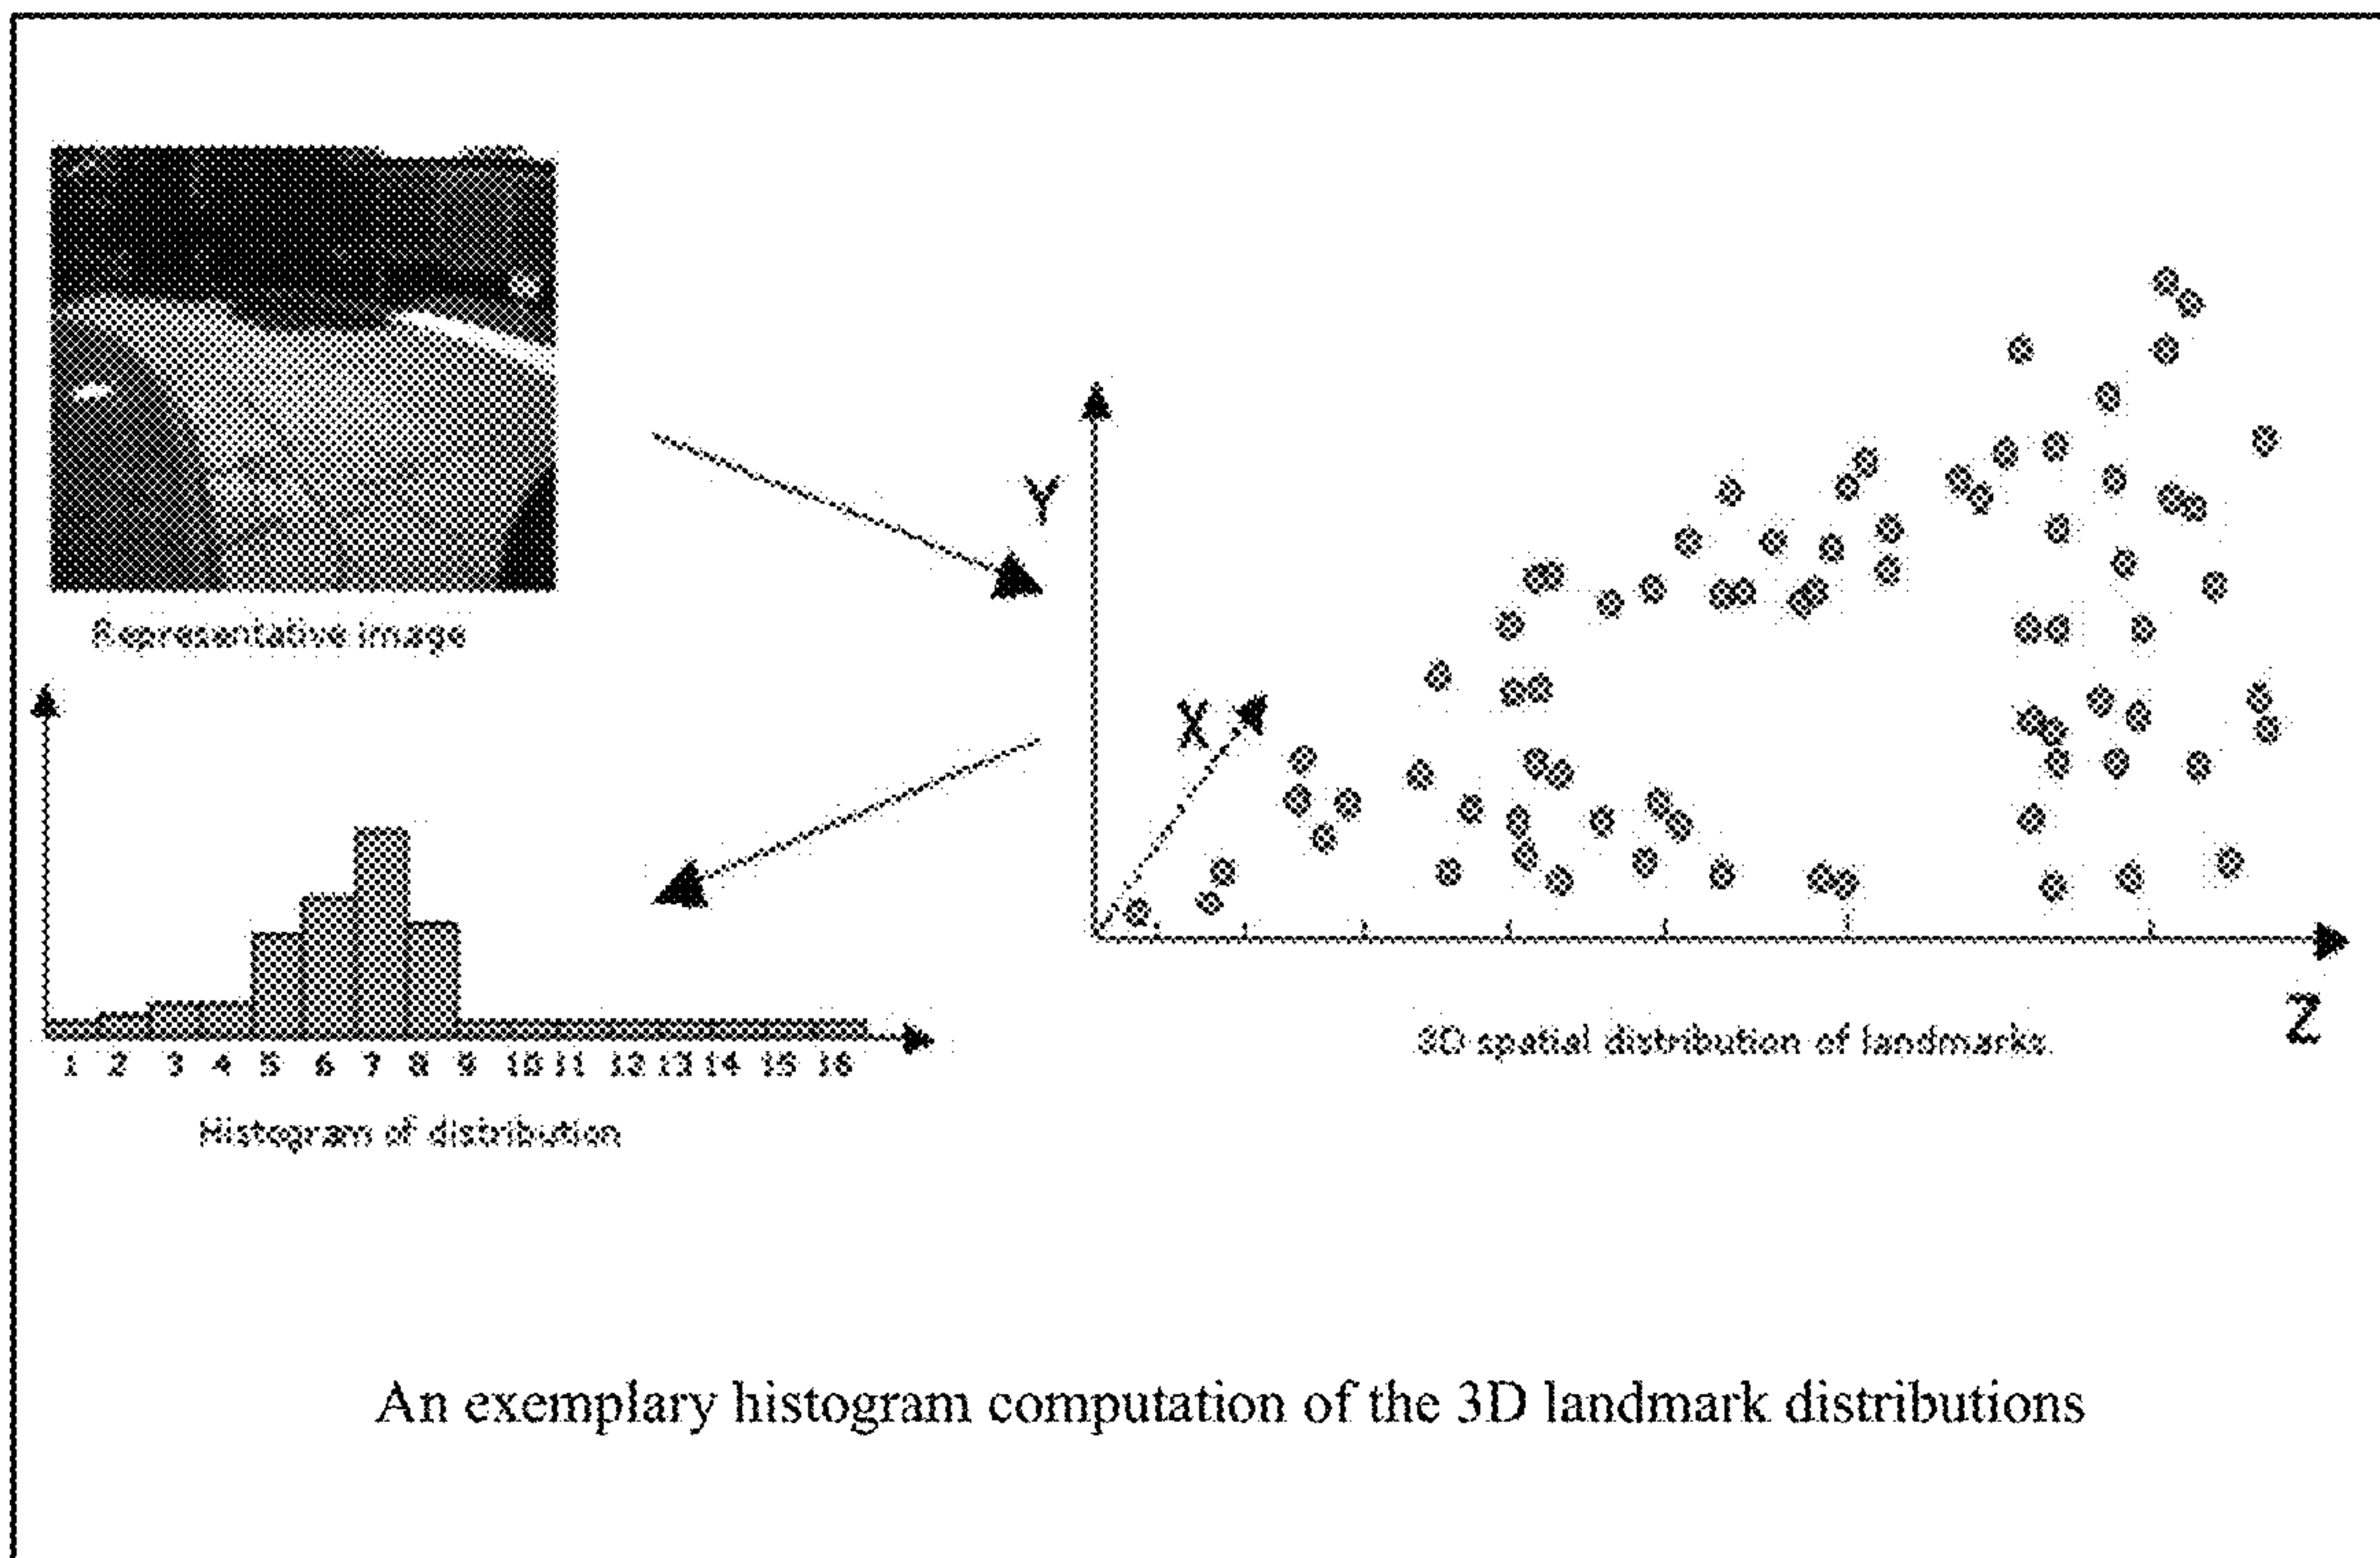 Representative image
Y
X
Z
1 2 3 4 5 6 7 8 9 10 11 12 13 14 15 16
3D spatial distribution of landmarks
Histogram of distribution
An exemplary histogram computation of the 3D landmark distributions